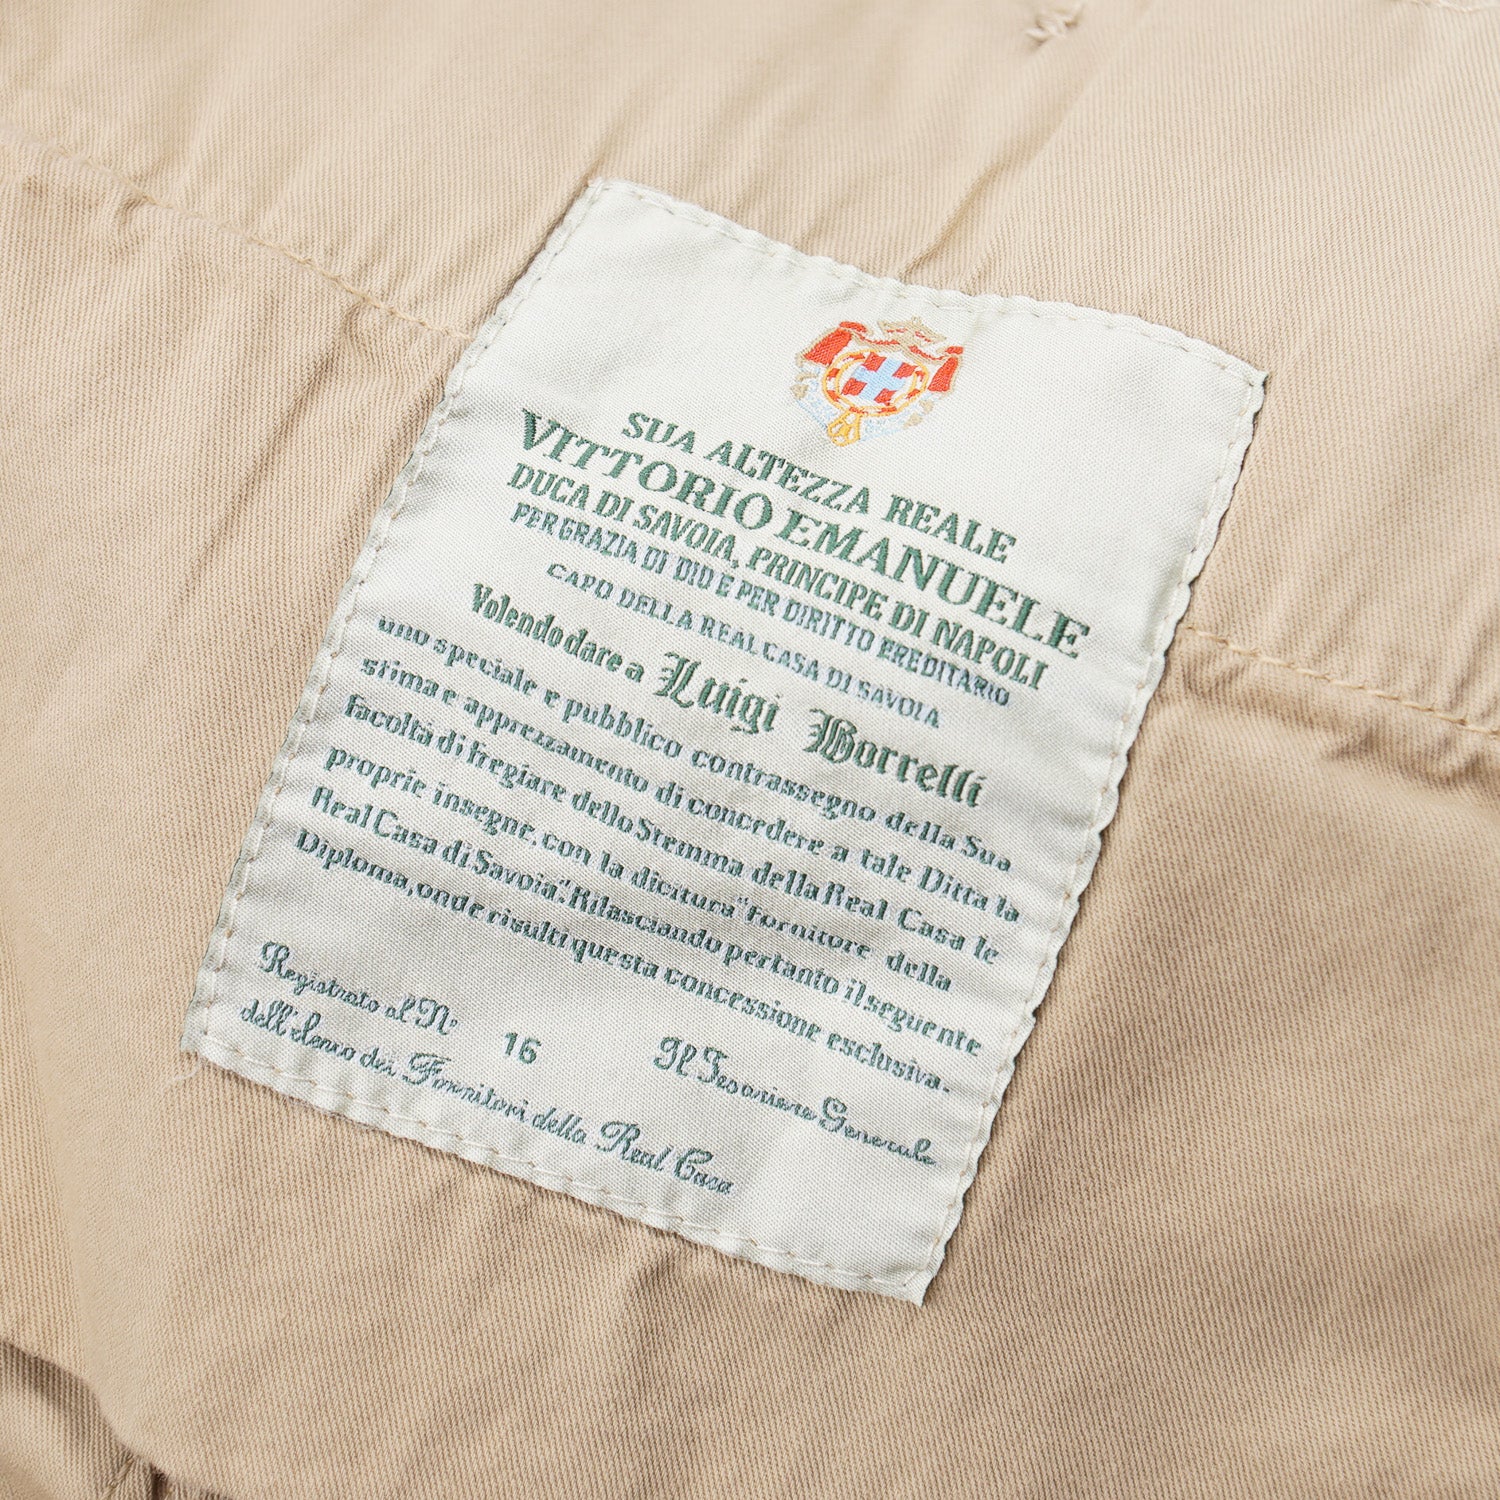 SUA ALTEZZA REALE
VITTORIO EMANUELE
DUCA DI SAVOIA, PRINCIPE DI NAPOLI
PER GRAZIA DI DIO E PER DIRITTO EREDITARIO
CAPO DELLA REAL CASA DI SAVOIA
Volendo dare a Luigi Borrelli
uno speciale e pubblico contrassegno della Sua
stima e apprezzamento di concedere a tale Ditta la
facoltà di fregiare dello Stemma della Real Casa le
proprie insegne, con la dicitura "Fornitore della
Real Casa di Savoia". Rilasciando pertanto il seguente
Diploma, onde risulti questa concessione esclusiva.
Registrato al Nº 16 Il Tesoriere Generale
dell'elenco dei Fornitori della Real Casa